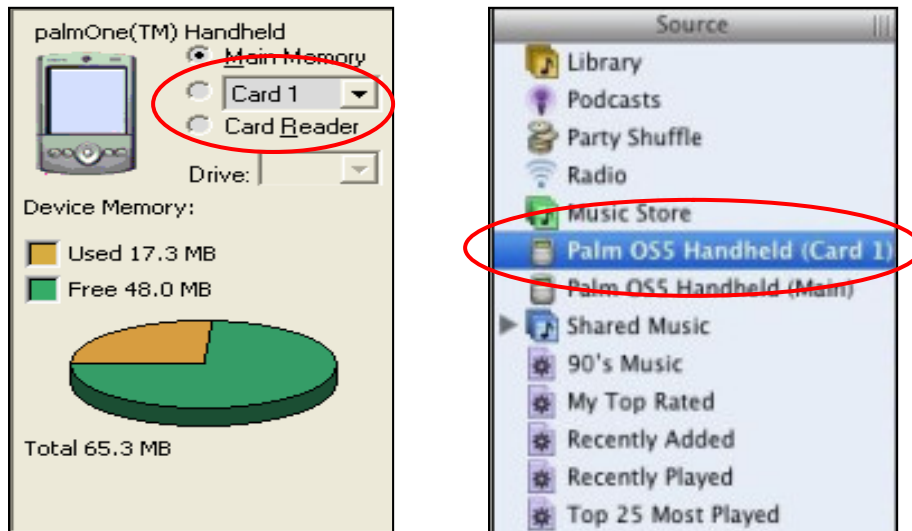 palmOne(TM) Handheld
Main Memory
Card 1
Card Reader
Drive:
Device Memory:
Used 17.3 MB
Free 48.0 MB
Total 65.3 MB
Source
Library
Podcasts
Party Shuffle
Radio
Music Store
Palm OS5 Handheld (Card 1)
Palm OS5 Handheld (Main)
Shared Music
90's Music
My Top Rated
Recently Added
Recently Played
Top 25 Most Played